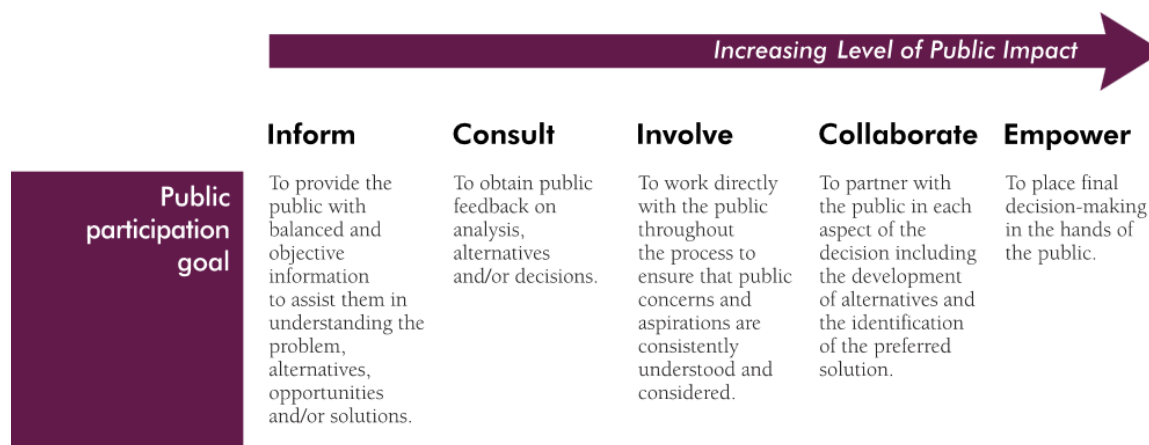 Increasing Level of Public Impact
Inform
Consult
Involve
Collaborate
Empower
Public
participation
goal
To provide the
public with
balanced and
objective
information
to assist them in
understanding the
problem,
alternatives,
opportunities
and/or solutions.
To obtain public
feedback on
analysis,
alternatives
and/or decisions.
To work directly
with the public
throughout
the process to
ensure that public
concerns and
aspirations are
consistently
understood and
considered.
To partner with
the public in each
aspect of the
decision including
the development
of alternatives and
the identification
of the preferred
solution.
To place final
decision-making
in the hands of
the public.